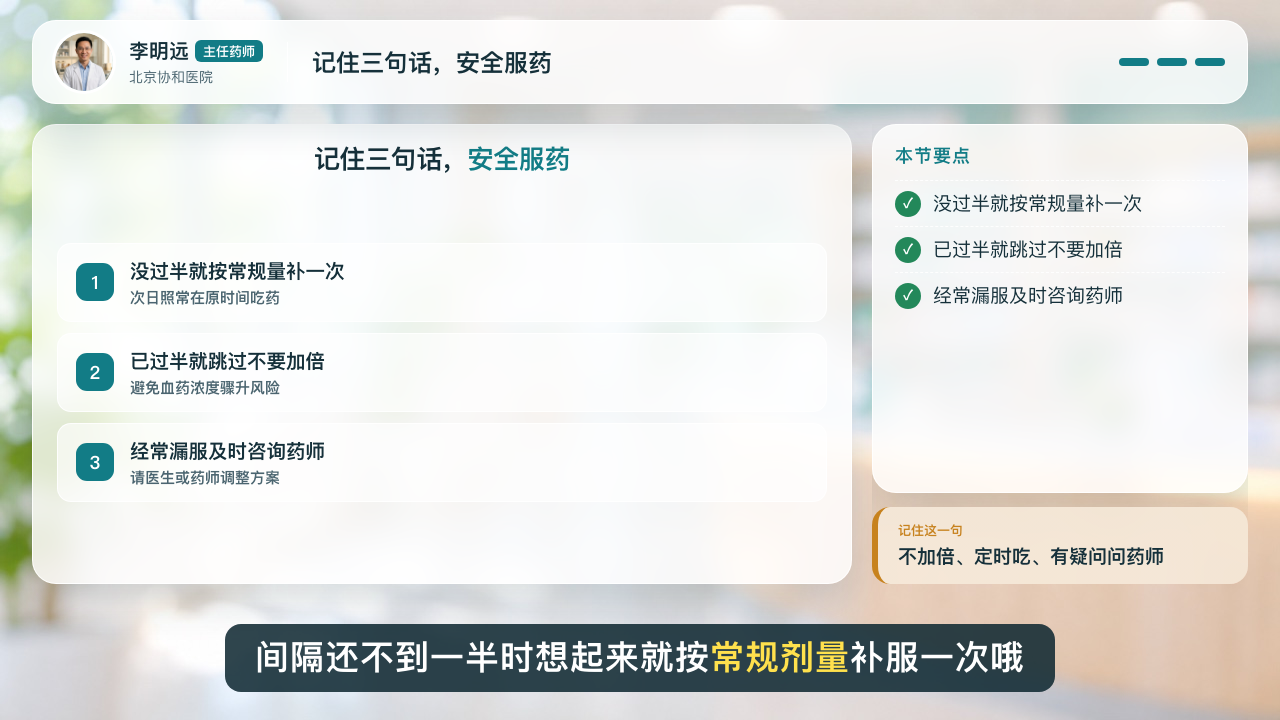 李明远 主任药师
北京协和医院
记住三句话，安全服药
记住三句话，安全服药
1 没过半就按常规量补一次
次日照常在原时间吃药
2 已过半就跳过不要加倍
避免血药浓度骤升风险
3 经常漏服及时咨询药师
请医生或药师调整方案
本节要点
✓ 没过半就按常规量补一次
✓ 已过半就跳过不要加倍
✓ 经常漏服及时咨询药师
记住这一句
不加倍、定时吃、有疑问问药师
间隔还不到一半时想起来就按常规剂量补服一次哦